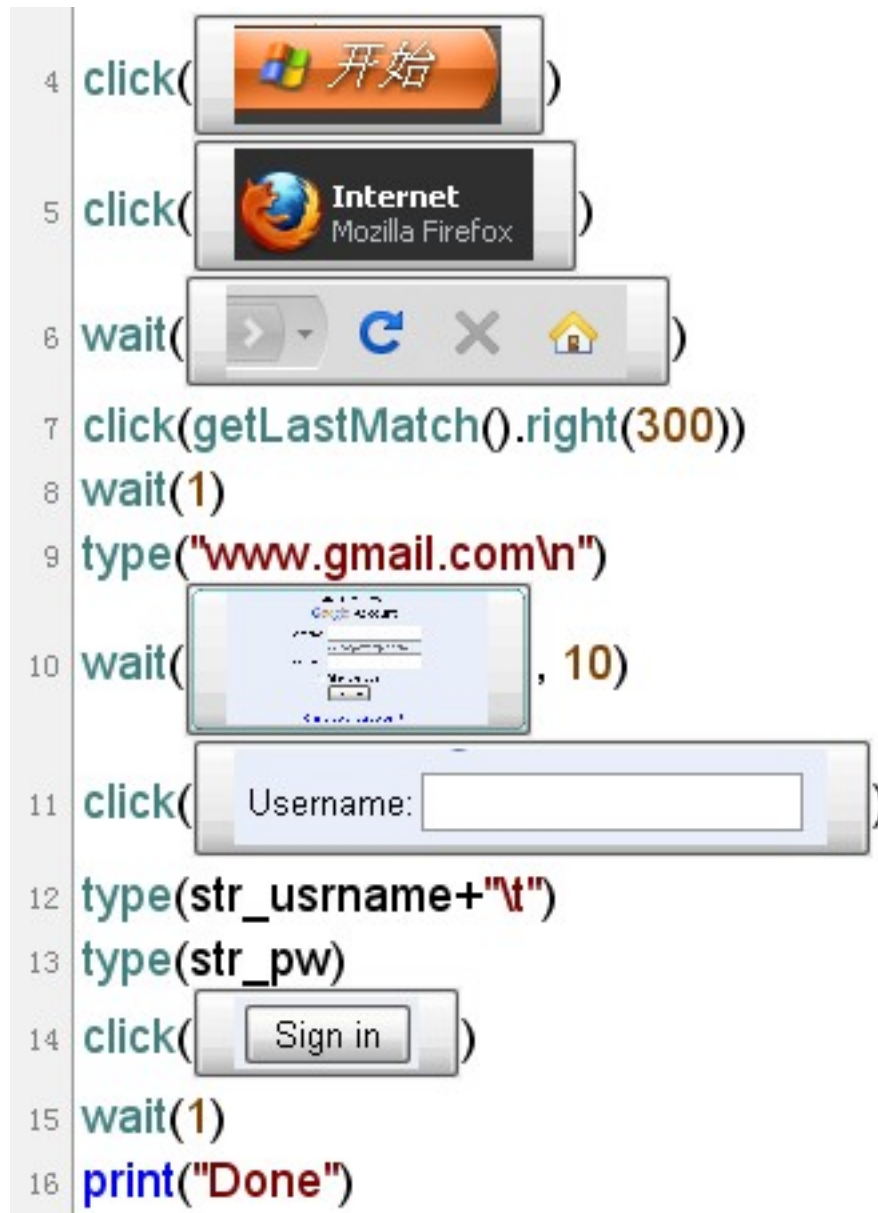 4 click( 开始 )
5 click( Internet
Mozilla Firefox )
6 wait( )
7 click(getLastMatch().right(300))
8 wait(1)
9 type("www.gmail.com\n")
Google Account
10 wait( , 10)
11 click( Username: )
12 type(str_usrname+"\t")
13 type(str_pw)
14 click( Sign in )
15 wait(1)
16 print("Done")